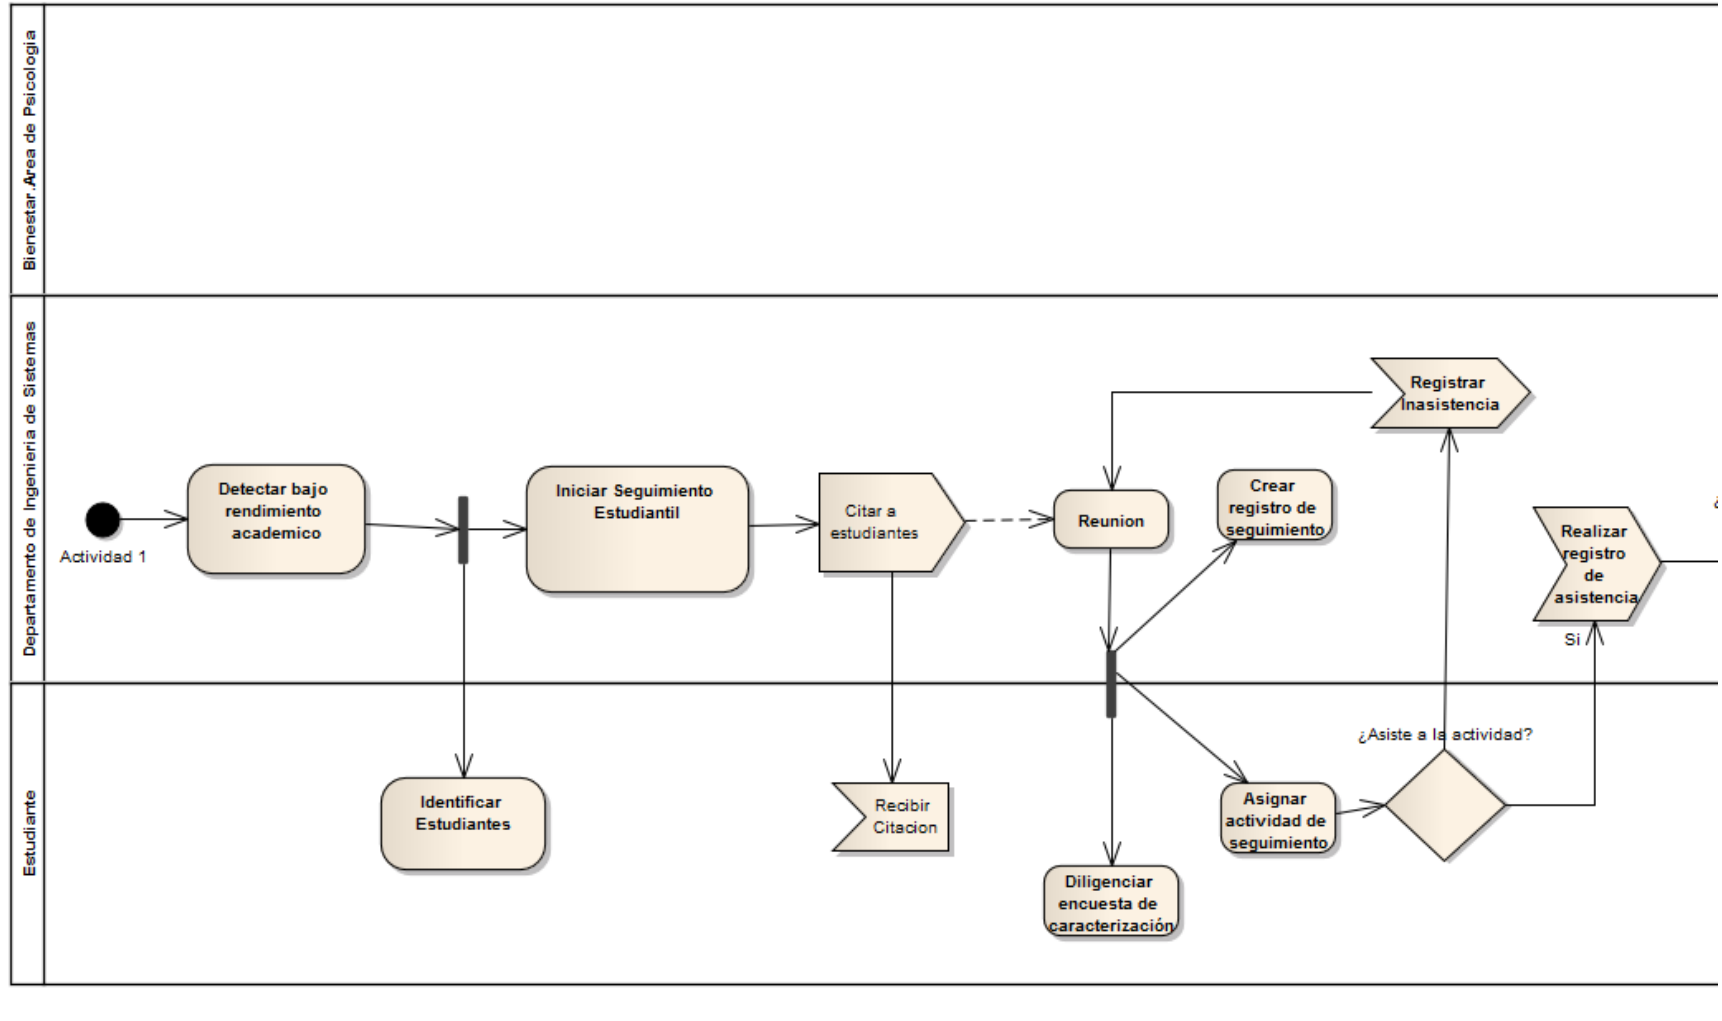 Bienestar.Area de Psicologia
Departamento de Ingenieria de Sistemas
Estudiante
Actividad 1
Detectar bajo
rendimiento
academico
Iniciar Seguimiento
Estudiantil
Citar a
estudiantes
Reunion
Crear
registro de
seguimiento
Registrar
Inasistencia
Realizar
registro
de
asistencia
Si
¿
¿Asiste a la actividad?
Identificar
Estudiantes
Recibir
Citacion
Asignar
actividad de
seguimiento
Diligenciar
encuesta de
caracterización